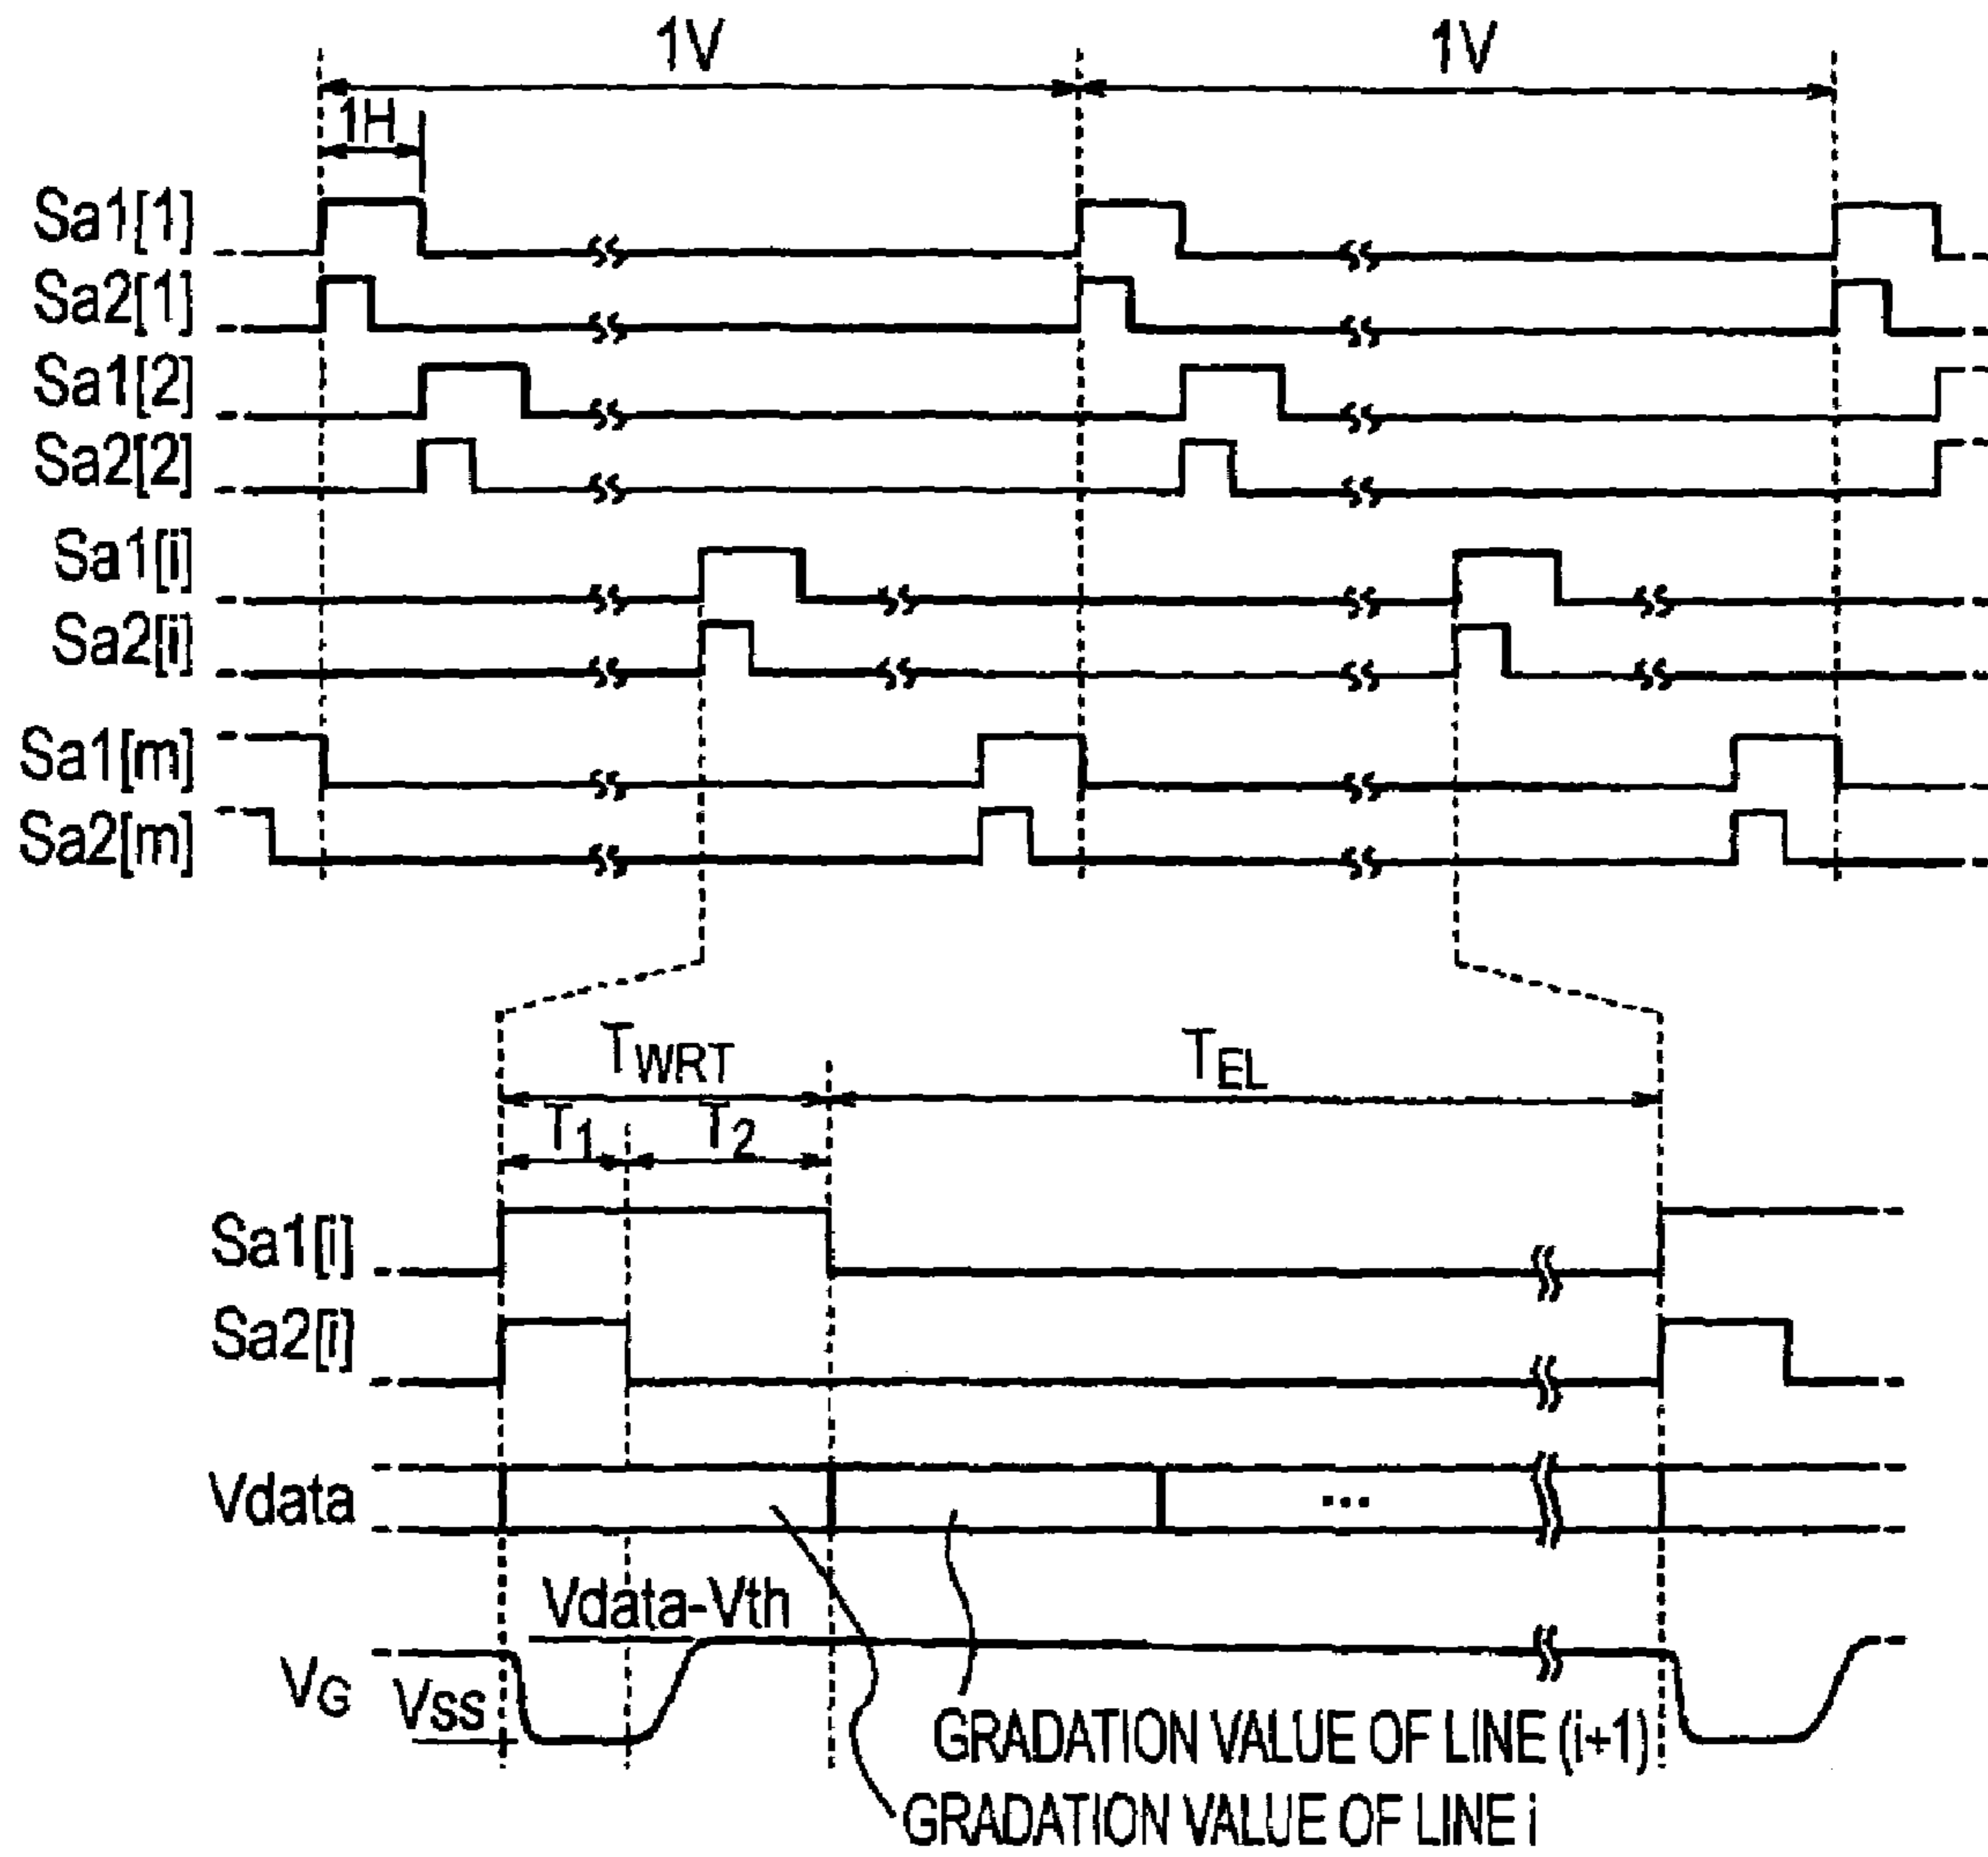 1V 1V
1H
Sa1[1]
Sa2[1]
Sa1[2]
Sa2[2]
Sa1[i]
Sa2[i]
Sa1[m]
Sa2[m]
TWRT TEL
T1 T2
Sa1[i]
Sa2[i]
Vdata ...
Vdata-Vth
VG
Vss
GRADATION VALUE OF LINE (i+1)
GRADATION VALUE OF LINE i